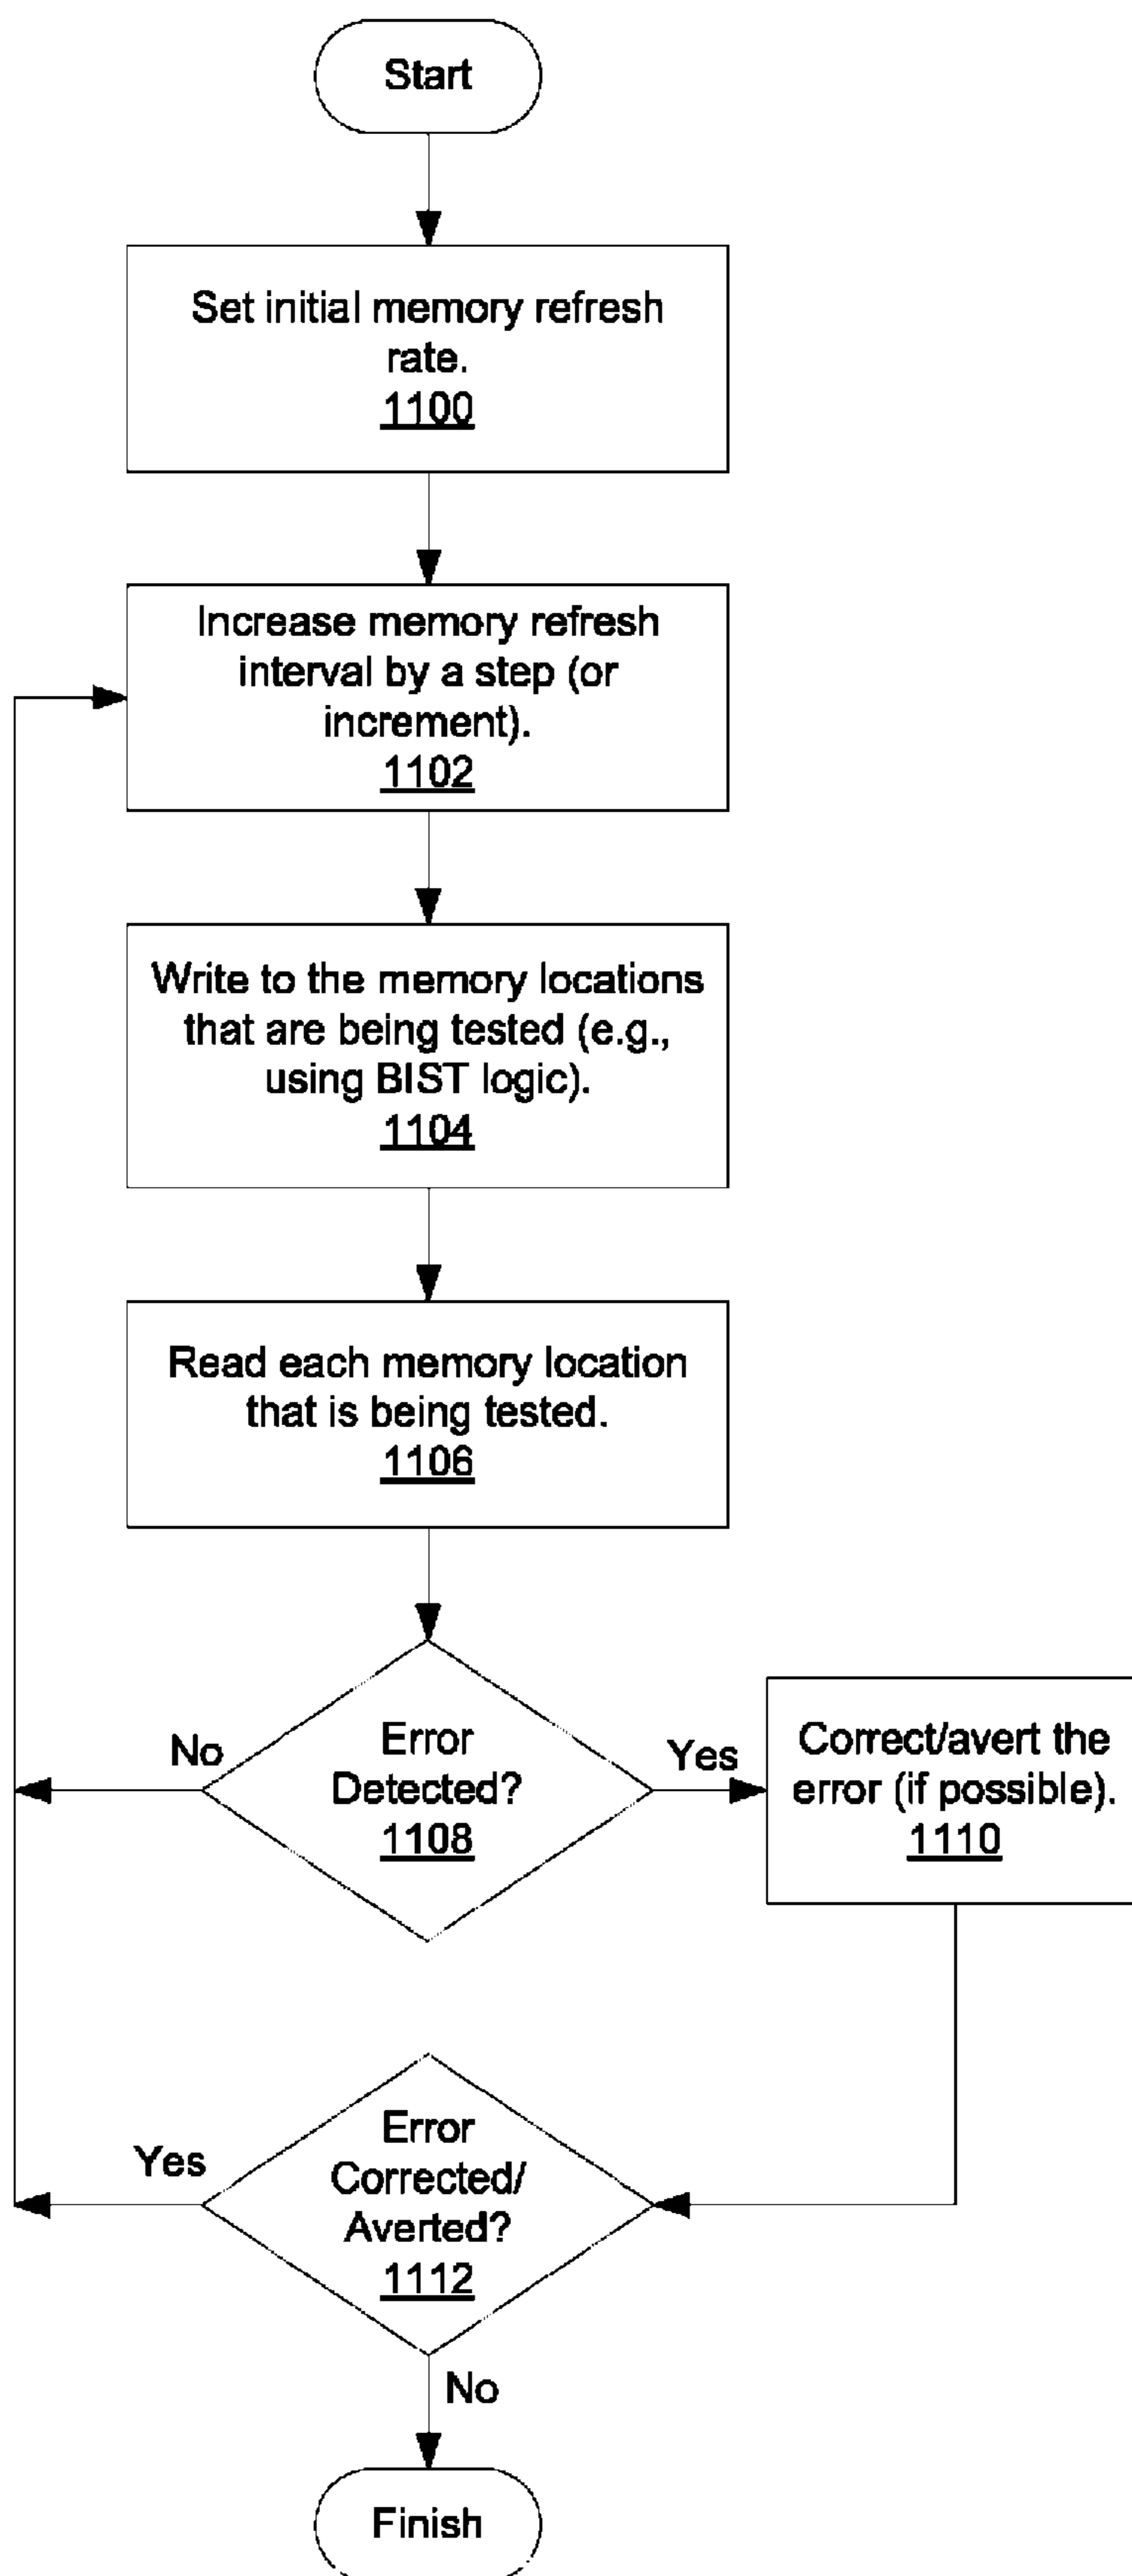 Start
Set initial memory refresh
rate.
1100
Increase memory refresh
interval by a step (or
increment).
1102
Write to the memory locations
that are being tested (e.g.,
using BIST logic).
1104
Read each memory location
that is being tested.
1106
No
Error
Detected?
1108
Yes
Correct/avert the
error (if possible).
1110
Yes
Error
Corrected/
Averted?
1112
No
Finish